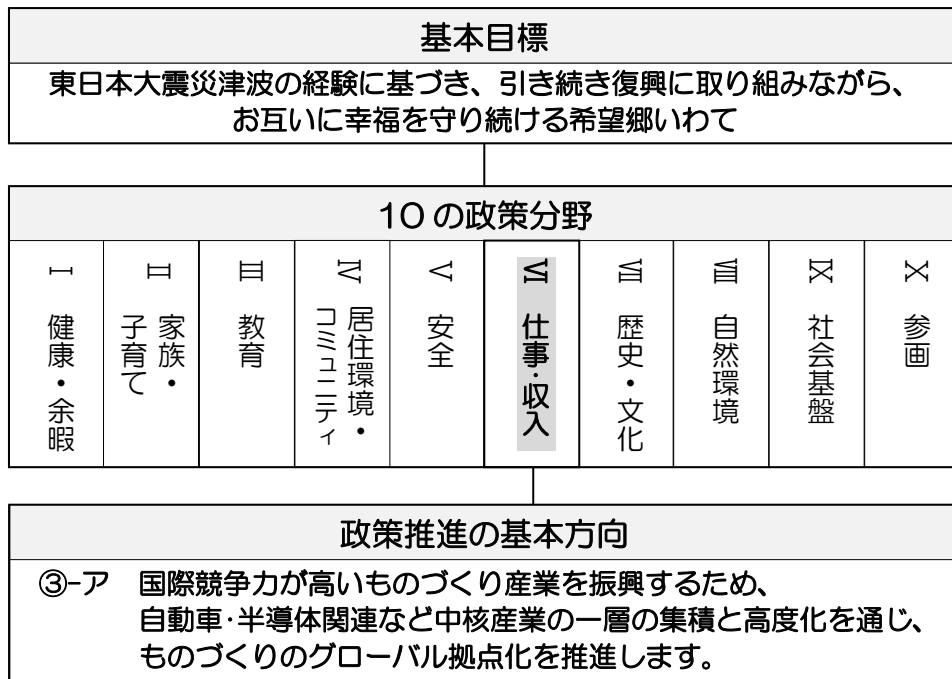 基本目標
東日本大震災津波の経験に基づき、引き続き復興に取り組みながら、
お互いに幸福を守り続ける希望郷いわて
10の政策分野
Ⅰ 健康・余暇
Ⅱ 家族・
子育て
Ⅲ 教育
Ⅳ 居住環境・
コミュニティ
Ⅴ 安全
Ⅵ 仕事・収入
Ⅶ 歴史・文化
Ⅷ 自然環境
Ⅸ 社会基盤
Ⅹ 参画
政策推進の基本方向
③-ア 国際競争力が高いものづくり産業を振興するため、
自動車・半導体関連など中核産業の一層の集積と高度化を通じ、
ものづくりのグローバル拠点化を推進します。